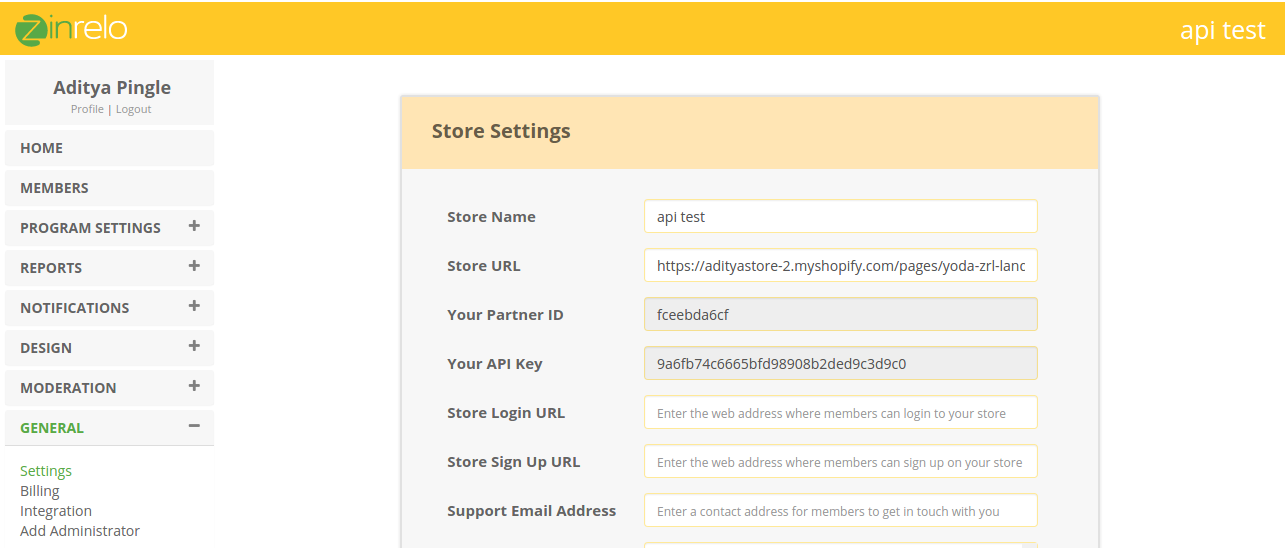 zinrelo
api test
Aditya Pingle
Profile | Logout
HOME
MEMBERS
PROGRAM SETTINGS +
REPORTS +
NOTIFICATIONS +
DESIGN +
MODERATION +
GENERAL −
Settings
Billing
Integration
Add Administrator
Store Settings
Store Name api test
Store URL https://adityastore-2.myshopify.com/pages/yoda-zrl-lanc
Your Partner ID fceebda6cf
Your API Key 9a6fb74c6665bfd98908b2ded9c3d9c0
Store Login URL Enter the web address where members can login to your store
Store Sign Up URL Enter the web address where members can sign up on your store
Support Email Address Enter a contact address for members to get in touch with you